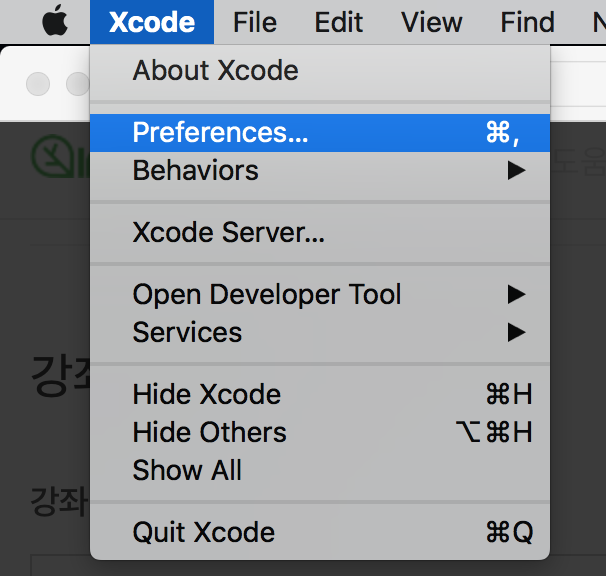 Xcode File Edit View Find
About Xcode
Preferences... ⌘,
Behaviors ▶
도움
Xcode Server...
Open Developer Tool ▶
Services ▶
강좌
Hide Xcode ⌘H
Hide Others ⌥⌘H
Show All
강좌
Quit Xcode ⌘Q